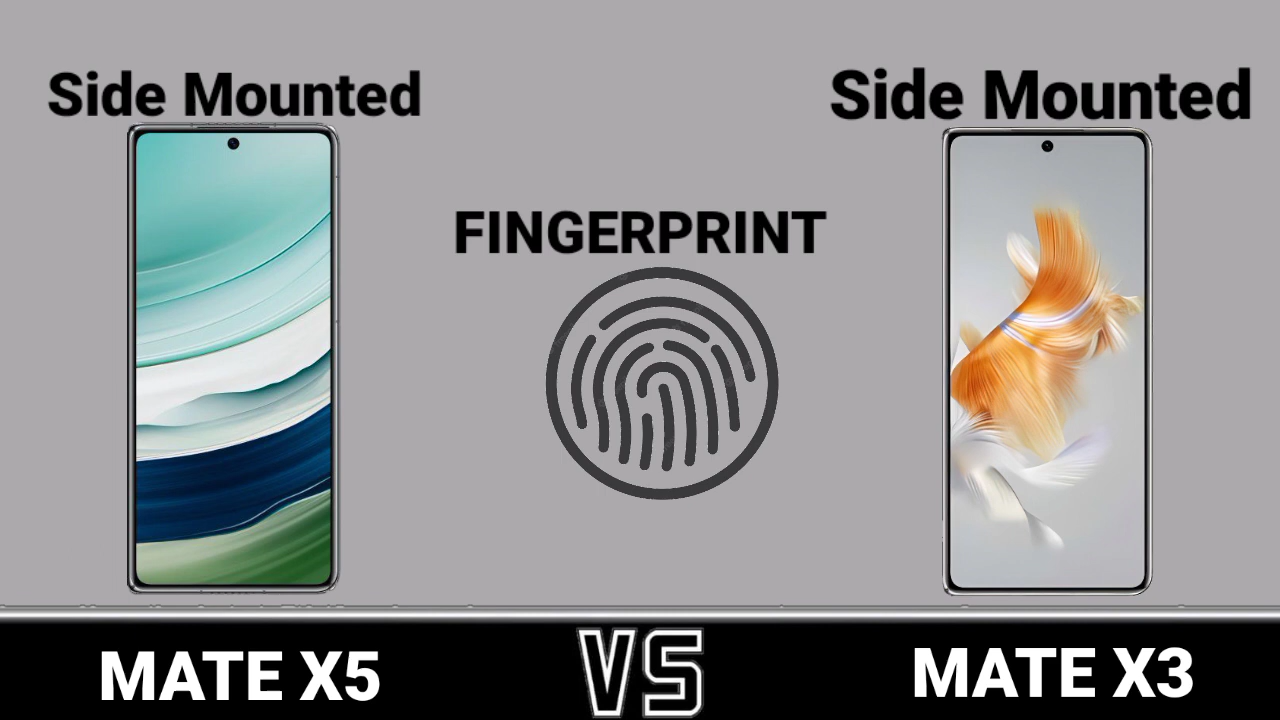 Side Mounted
Side Mounted
FINGERPRINT
MATE X5
VS
MATE X3